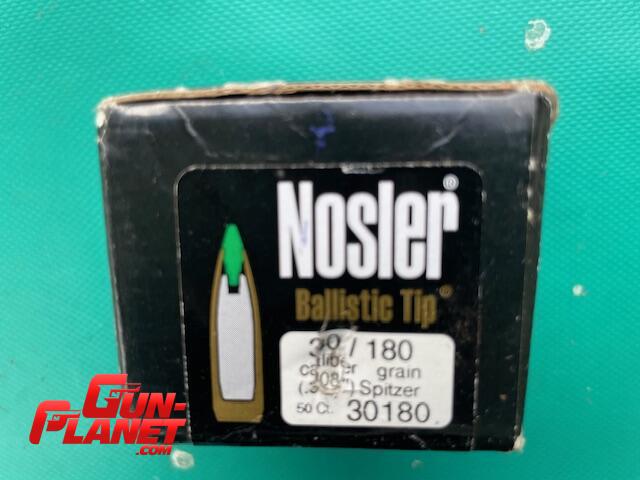 Nosler®
Ballistic Tip®
30 / 180
caliber grain
(.308") Spitzer
50 Ct. 30180
GUN-
PLANET.COM